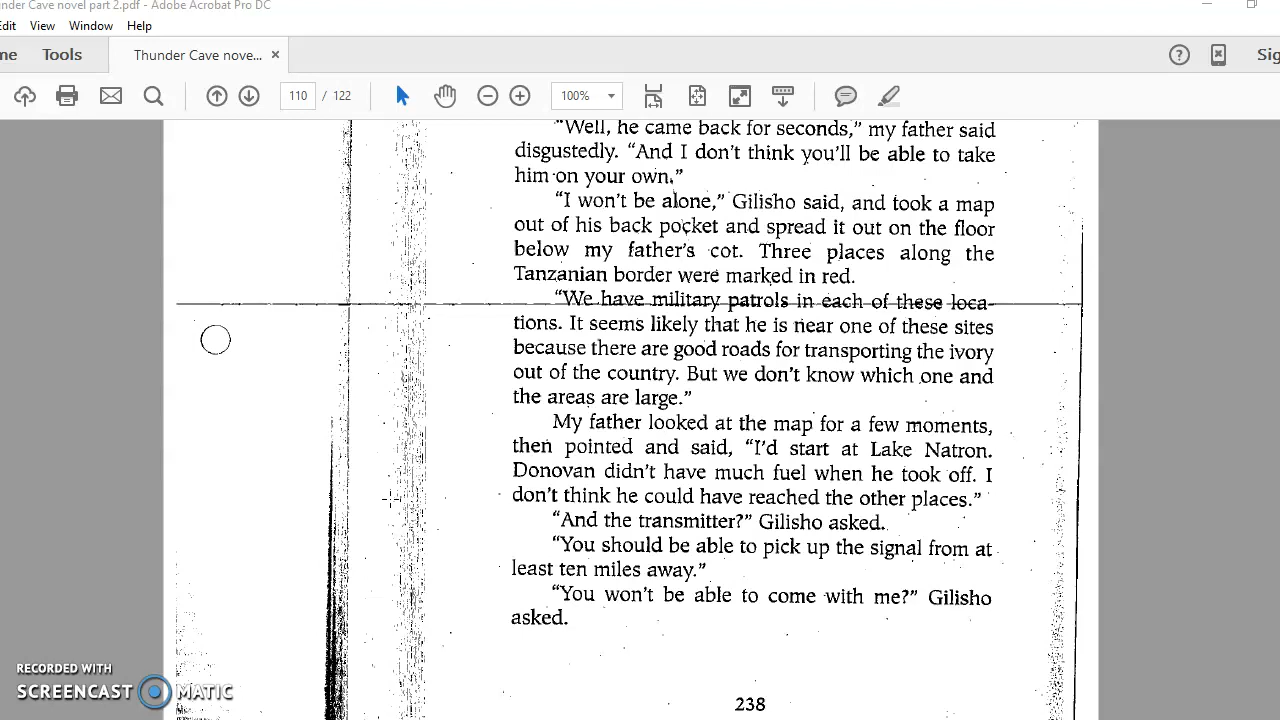 nder Cave novel part 2.pdf - Adobe Acrobat Pro DC
Edit View Window Help
me Tools Thunder Cave nove... × Sig
110 / 122 100%
"Well, he came back for seconds," my father said
disgustedly. "And I don't think you'll be able to take
him on your own."
"I won't be alone," Gilisho said, and took a map
out of his back pocket and spread it out on the floor
below my father's cot. Three places along the
Tanzanian border were marked in red.
"We have military patrols in each of these loca-
tions. It seems likely that he is near one of these sites
because there are good roads for transporting the ivory
out of the country. But we don't know which one and
the areas are large."
My father looked at the map for a few moments,
then pointed and said, "I'd start at Lake Natron.
Donovan didn't have much fuel when he took off. I
don't think he could have reached the other places."
"And the transmitter?" Gilisho asked.
"You should be able to pick up the signal from at
least ten miles away."
"You won't be able to come with me?" Gilisho
asked.
238
RECORDED WITH
SCREENCAST MATIC